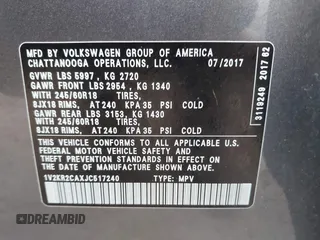 MFD BY VOLKSWAGEN GROUP OF AMERICA
CHATTANOOGA OPERATIONS, LLC. 07/2017
GVWR LBS 5997 , KG 2720
GAWR FRONT LBS 2954 , KG 1340
WITH 245/60R18 TIRES,
8JX18 RIMS, AT 240 KPA 35 PSI COLD
GAWR REAR LBS 3153, KG 1430
WITH 245/60R18 TIRES,
8JX18 RIMS, AT 240 KPA 35 PSI COLD
THIS VEHICLE CONFORMS TO ALL APPLICABLE
FEDERAL MOTOR VEHICLE SAFETY AND
THEFT PREVENTION STANDARDS IN EFFECT ON
THE DATE OF MANUFACTURE SHOWN ABOVE.
1V2KR2CAXJC517240 TYPE: MPV
3119249 2017 62